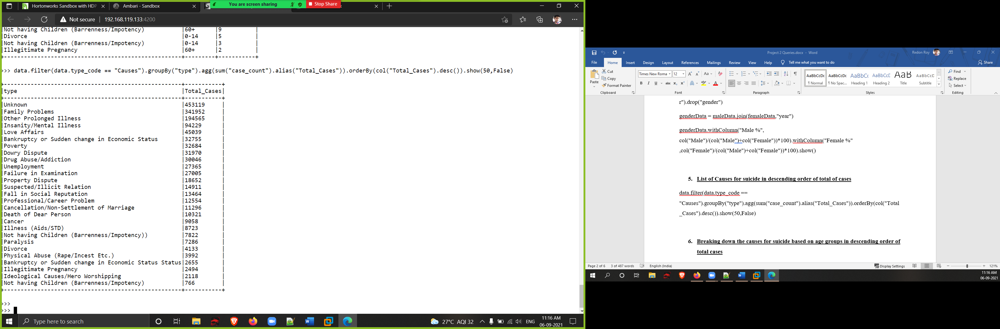 Hortonworks Sandbox with HDP
Ambari - Sandbox
You are screen sharing
Stop Share
Not secure | 192.168.119.133:4200
|Not having Children (Barrenness/Impotency) |60+ |9 |
|Divorce |0-14 |5 |
|Not having Children (Barrenness/Impotency) |0-14 |3 |
|Illegitimate Pregnancy |60+ |2 |
>>> data.filter(data.type_code == "Causes").groupBy("type").agg(sum("case_count").alias("Total_Cases")).orderBy(col("Total_Cases").desc()).show(50,False)
|type |Total_Cases|
|Unknown |453119 |
|Family Problems |341952 |
|Other Prolonged Illness |194565 |
|Insanity/Mental Illness |94229 |
|Love Affairs |45039 |
|Bankruptcy or Sudden change in Economic Status |32755 |
|Poverty |32684 |
|Dowry Dispute |31970 |
|Drug Abuse/Addiction |30046 |
|Unemployment |27365 |
|Failure in Examination |27005 |
|Property Dispute |18652 |
|Suspected/Illicit Relation |14911 |
|Fall in Social Reputation |13464 |
|Professional/Career Problem |12554 |
|Cancellation/Non-Settlement of Marriage |11296 |
|Death of Dear Person |10321 |
|Cancer |9058 |
|Illness (Aids/STD) |8723 |
|Not having Children (Barrenness/Impotency)) |7822 |
|Paralysis |7286 |
|Divorce |4133 |
|Physical Abuse (Rape/Incest Etc.) |3992 |
|Bankruptcy or Sudden change in Economic Status Status|2655 |
|Illegitimate Pregnancy |2494 |
|Ideological Causes/Hero Worshipping |2118 |
|Not having Children (Barrenness/Impotency) |766 |
>>>
>>>
Type here to search
27°C AQI 32
ENG
11:16 AM
06-09-2021
Project 2 Queries.docx - Word
Redon Roy
File Home Insert Design Layout References Mailings Review View Help Tell me what you want to do Share
Paste
Cut
Copy
Format Painter
Clipboard
Times New Roma 12
Font
Paragraph
AaBbCcDc ¶ Normal
AaBbCcDc ¶ No Spac...
AaBbCc Heading 1
AaBbCcE Heading 2
AaB Title
AaBbCcC Subtitle
Styles
Find
Replace
Select
Editing
r").drop("gender")
genderData = maleData.join(femaleData,"year")
genderData.withColumn("Male %",
col("Male")/(col("Male")+col("Female"))*100).withColumn("Female %"
,col("Female")/(col("Male")+col("Female"))*100).show()
5. List of Causes for suicide in descending order of total of cases
data.filter(data.type_code ==
"Causes").groupBy("type").agg(sum("case_count").alias("Total_Cases")).orderBy(col("Total
_Cases").desc()).show(50,False)
6. Breaking down the causes for suicide based on age groups in descending order of
total cases
Page 2 of 6 3 of 487 words English (India) Display Settings 121%
11:16 AM
06-09-2021